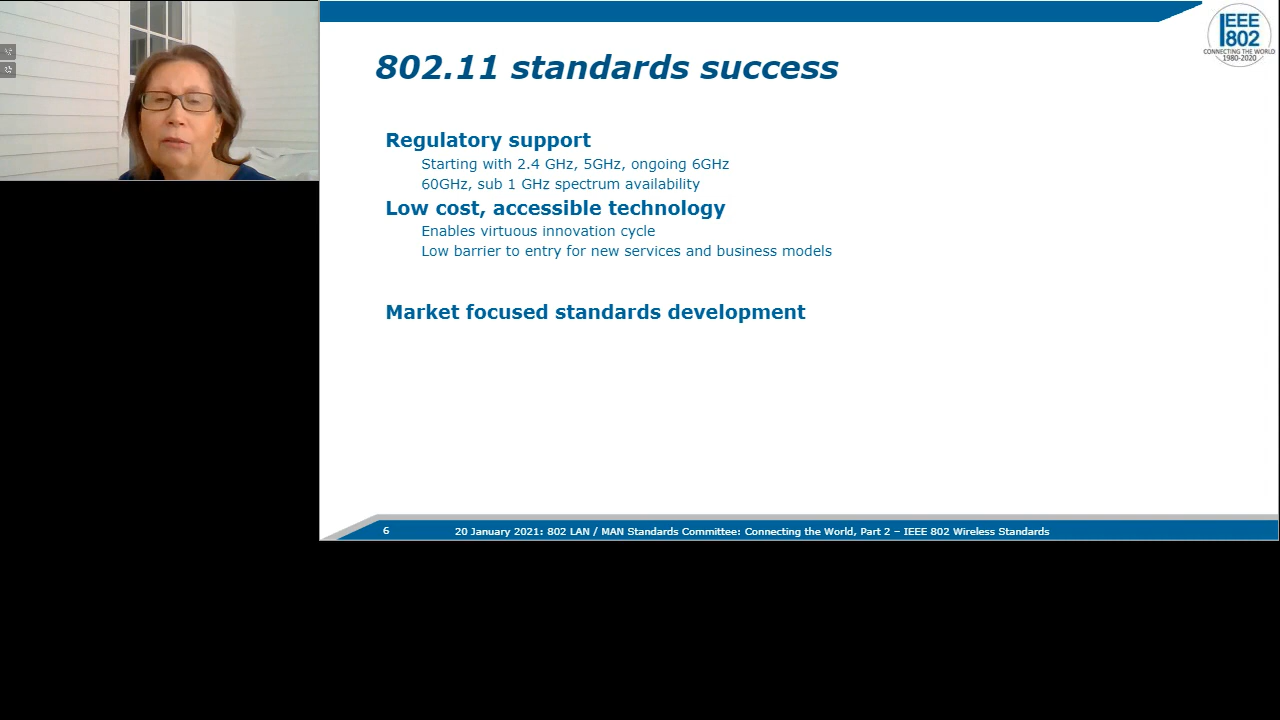 802.11 standards success
IEEE
802
CONNECTING THE WORLD
1980-2020
Regulatory support
Starting with 2.4 GHz, 5GHz, ongoing 6GHz
60GHz, sub 1 GHz spectrum availability
Low cost, accessible technology
Enables virtuous innovation cycle
Low barrier to entry for new services and business models
Market focused standards development
6
20 January 2021: 802 LAN / MAN Standards Committee: Connecting the World, Part 2 – IEEE 802 Wireless Standards